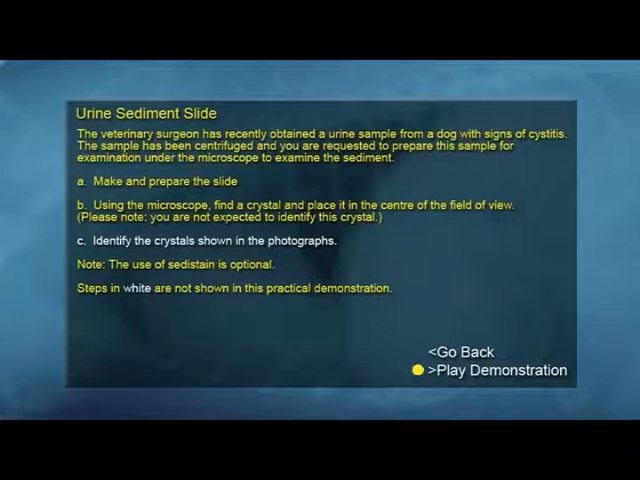 Urine Sediment Slide
The veterinary surgeon has recently obtained a urine sample from a dog with signs of cystitis.
The sample has been centrifuged and you are requested to prepare this sample for
examination under the microscope to examine the sediment.
a. Make and prepare the slide
b. Using the microscope, find a crystal and place it in the centre of the field of view.
(Please note: you are not expected to identify this crystal.)
c. Identify the crystals shown in the photographs.
Note: The use of sedistain is optional.
Steps in white are not shown in this practical demonstration.
<Go Back
>Play Demonstration